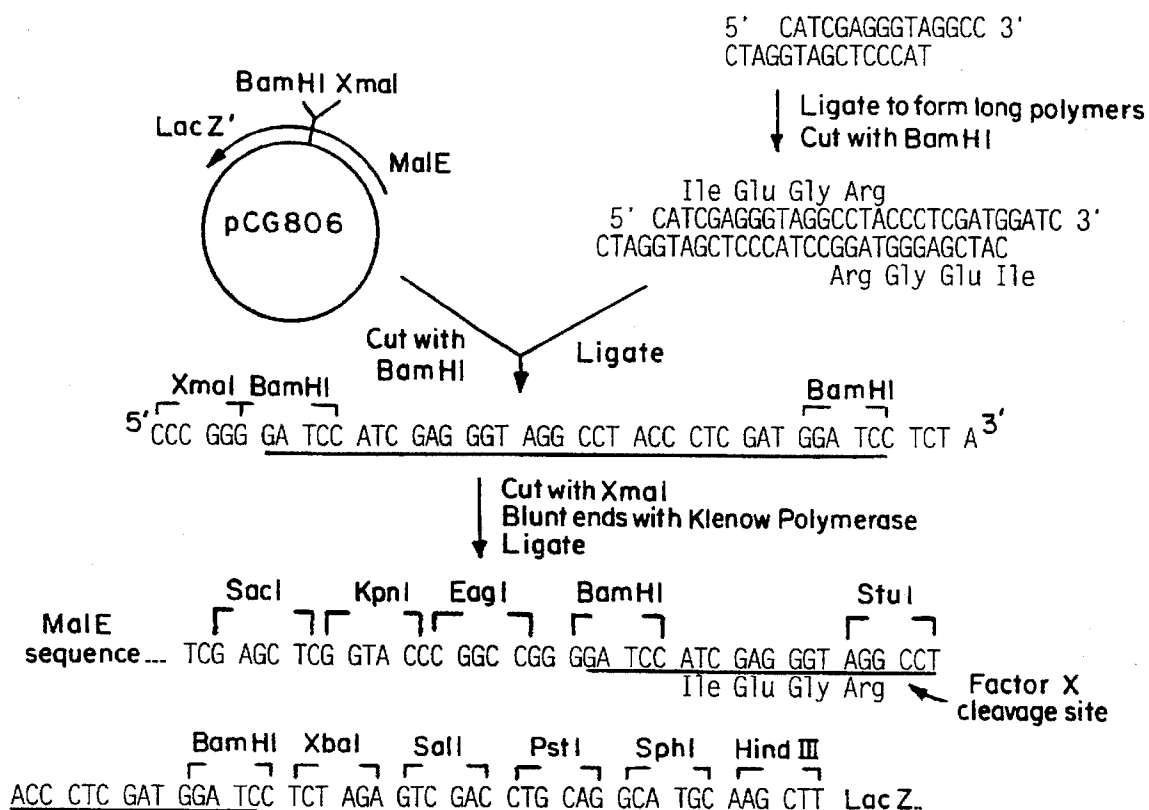 5' CATCGAGGGTAGGCC 3'
CTAGGTAGCTCCCAT
BamHI XmaI
LacZ'
MalE
pCG806
Ligate to form long polymers
Cut with BamHI
Ile Glu Gly Arg
5' CATCGAGGGTAGGCCTACCCTCGATGGATC 3'
CTAGGTAGCTCCCATCCGGATGGGAGCTAC
Arg Gly Glu Ile
Cut with
BamHI
Ligate
XmaI BamHI BamHI
5' CCC GGG GA TCC ATC GAG GGT AGG CCT ACC CTC GAT GGA TCC TCT A 3'
Cut with XmaI
Blunt ends with Klenow Polymerase
Ligate
SacI KpnI EagI BamHI StuI
MalE
sequence ... TCG AGC TCG GTA CCC GGC CGG GGA TCC ATC GAG GGT AGG CCT
Ile Glu Gly Arg
Factor X
cleavage site
BamHI XbaI SalI PstI SphI Hind III
ACC CTC GAT GGA TCC TCT AGA GTC GAC CTG CAG GCA TGC AAG CTT LacZ..